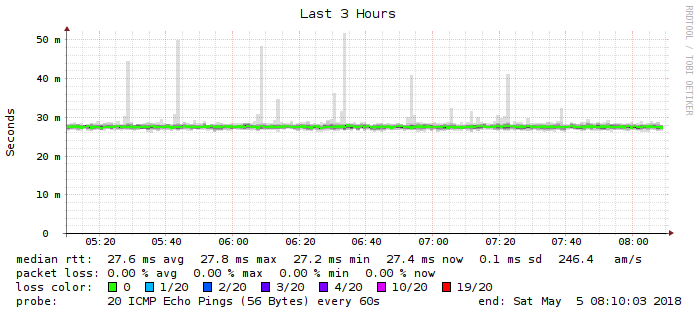 Last 3 Hours
RRDTOOL / TOBI OETIKER
Seconds
50 m
40 m
30 m
20 m
10 m
0
05:20 05:40 06:00 06:20 06:40 07:00 07:20 07:40 08:00
median rtt: 27.6 ms avg 27.8 ms max 27.2 ms min 27.4 ms now 0.1 ms sd 246.4 am/s
packet loss: 0.00 % avg 0.00 % max 0.00 % min 0.00 % now
loss color: 0 1/20 2/20 3/20 4/20 10/20 19/20
probe: 20 ICMP Echo Pings (56 Bytes) every 60s end: Sat May 5 08:10:03 2018